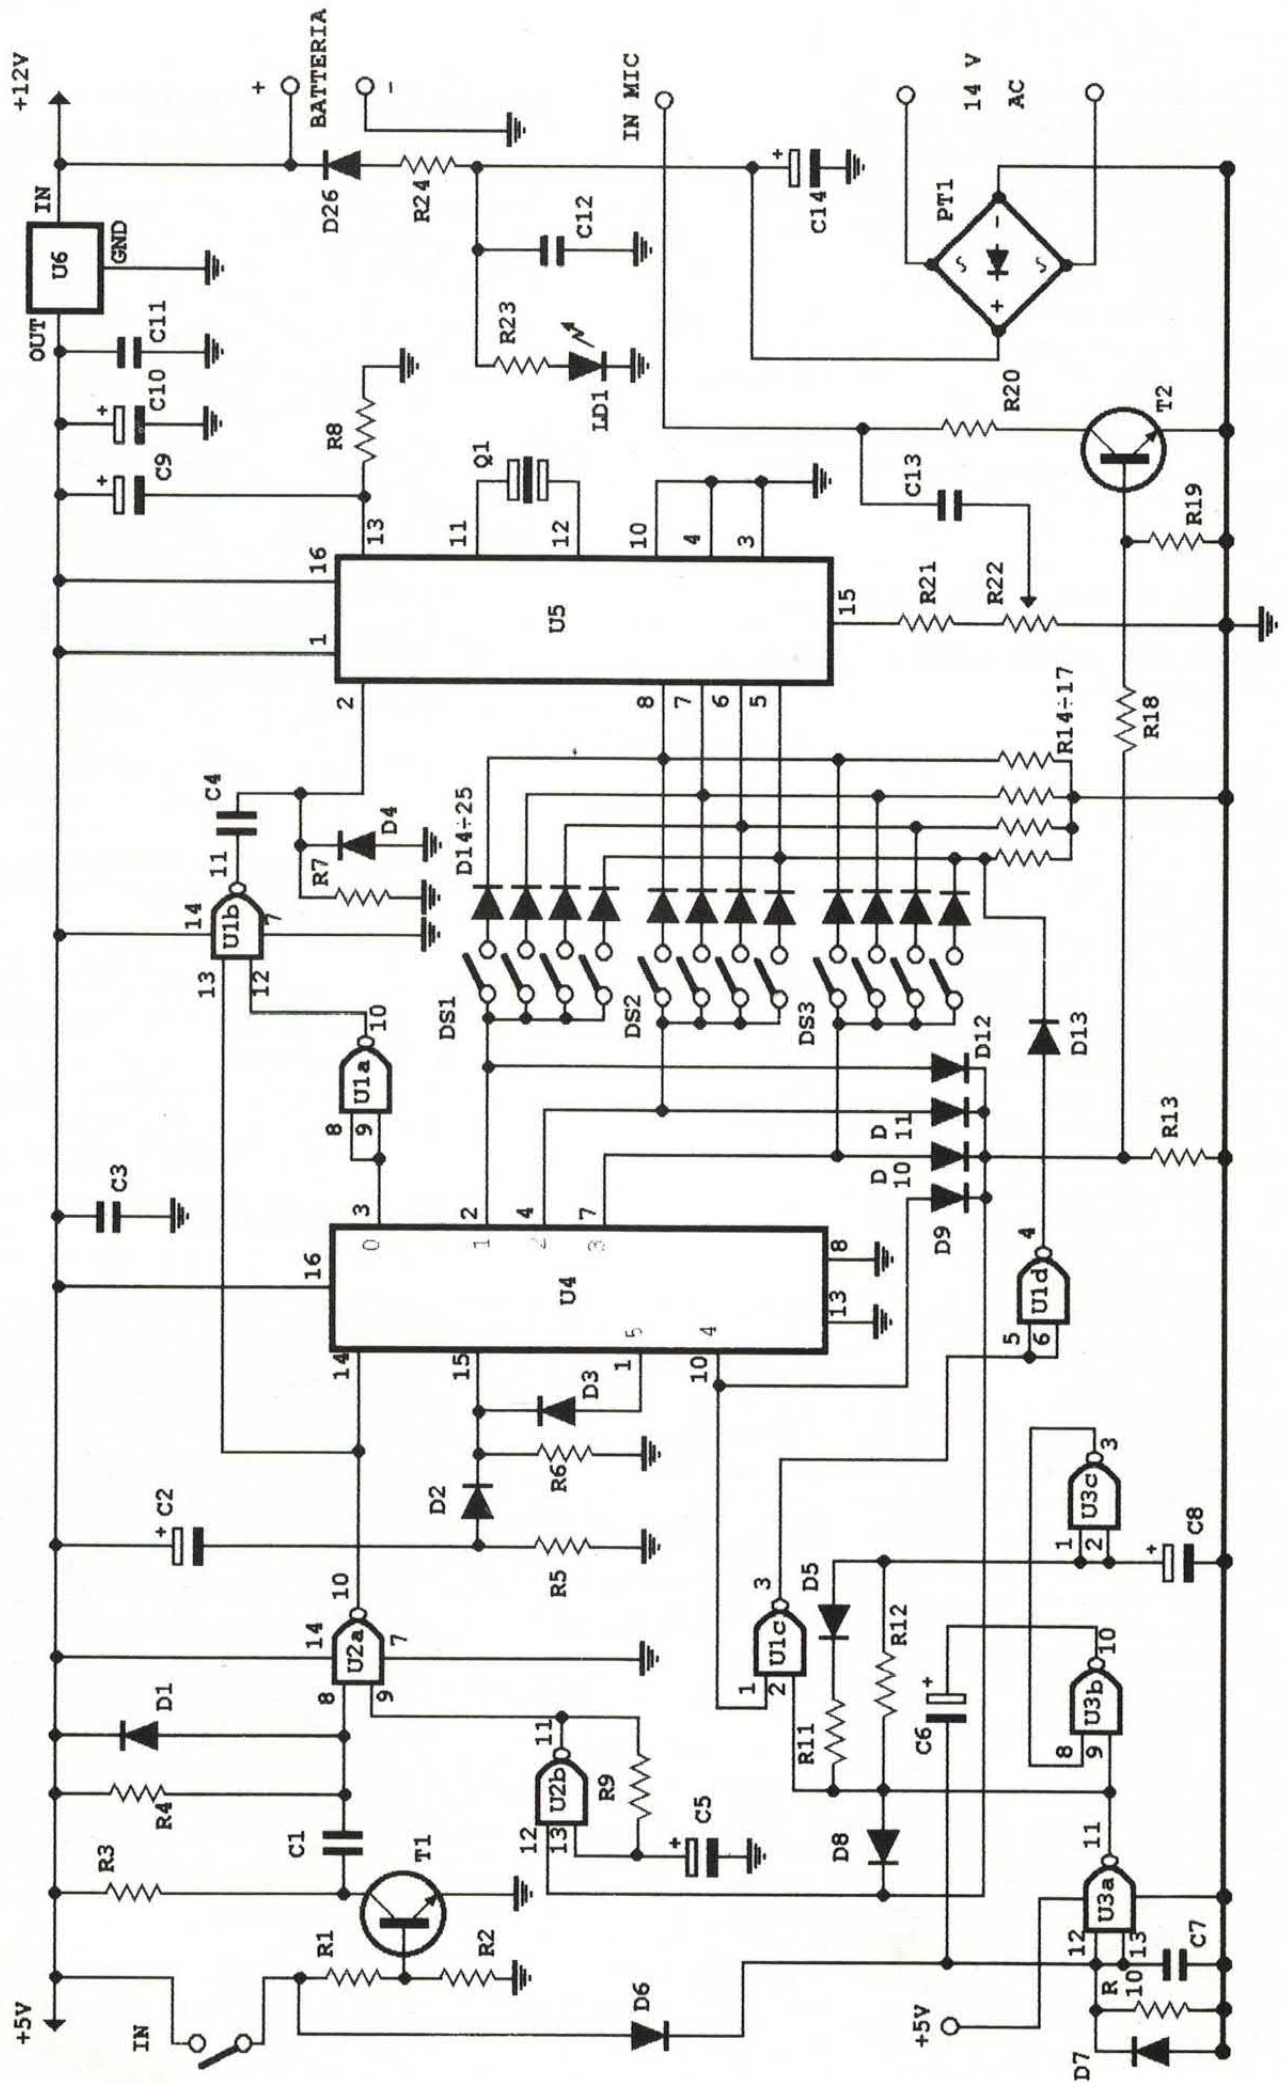 +5V
IN
R3
R4
D1
C1
T1
R1
R2
D6
8
9
14
U2a
7
10
+
C2
12
13
U2b
11
R9
+
C5
D2
R5
R6
D3
14
15
1
10
16
U4
0
1
2
3
5
4
3
2
4
7
13
8
C3
8
9
U1a
10
13
12
14
U1b
7
11
C4
R7
D4
DS1
DS2
DS3
D14÷25
D12
D
11
D
10
D9
D13
R13
R14÷17
R18
2
8
7
6
5
1
16
U5
13
11
12
10
4
3
15
R8
Q1
+
C9
+
C10
C11
OUT
U6
IN
GND
+12V
+
BATTERIA
-
D26
R24
C12
R23
LD1
IN MIC
+
C14
14 V
AC
PT1
+
-
R20
T2
C13
R19
R21
R22
1
2
U1c
3
5
6
U1d
4
D5
R12
R11
D8
C6
+
8
9
U3b
10
1
2
U3c
3
+
C8
+5V
12
13
U3a
11
R
10
C7
D7